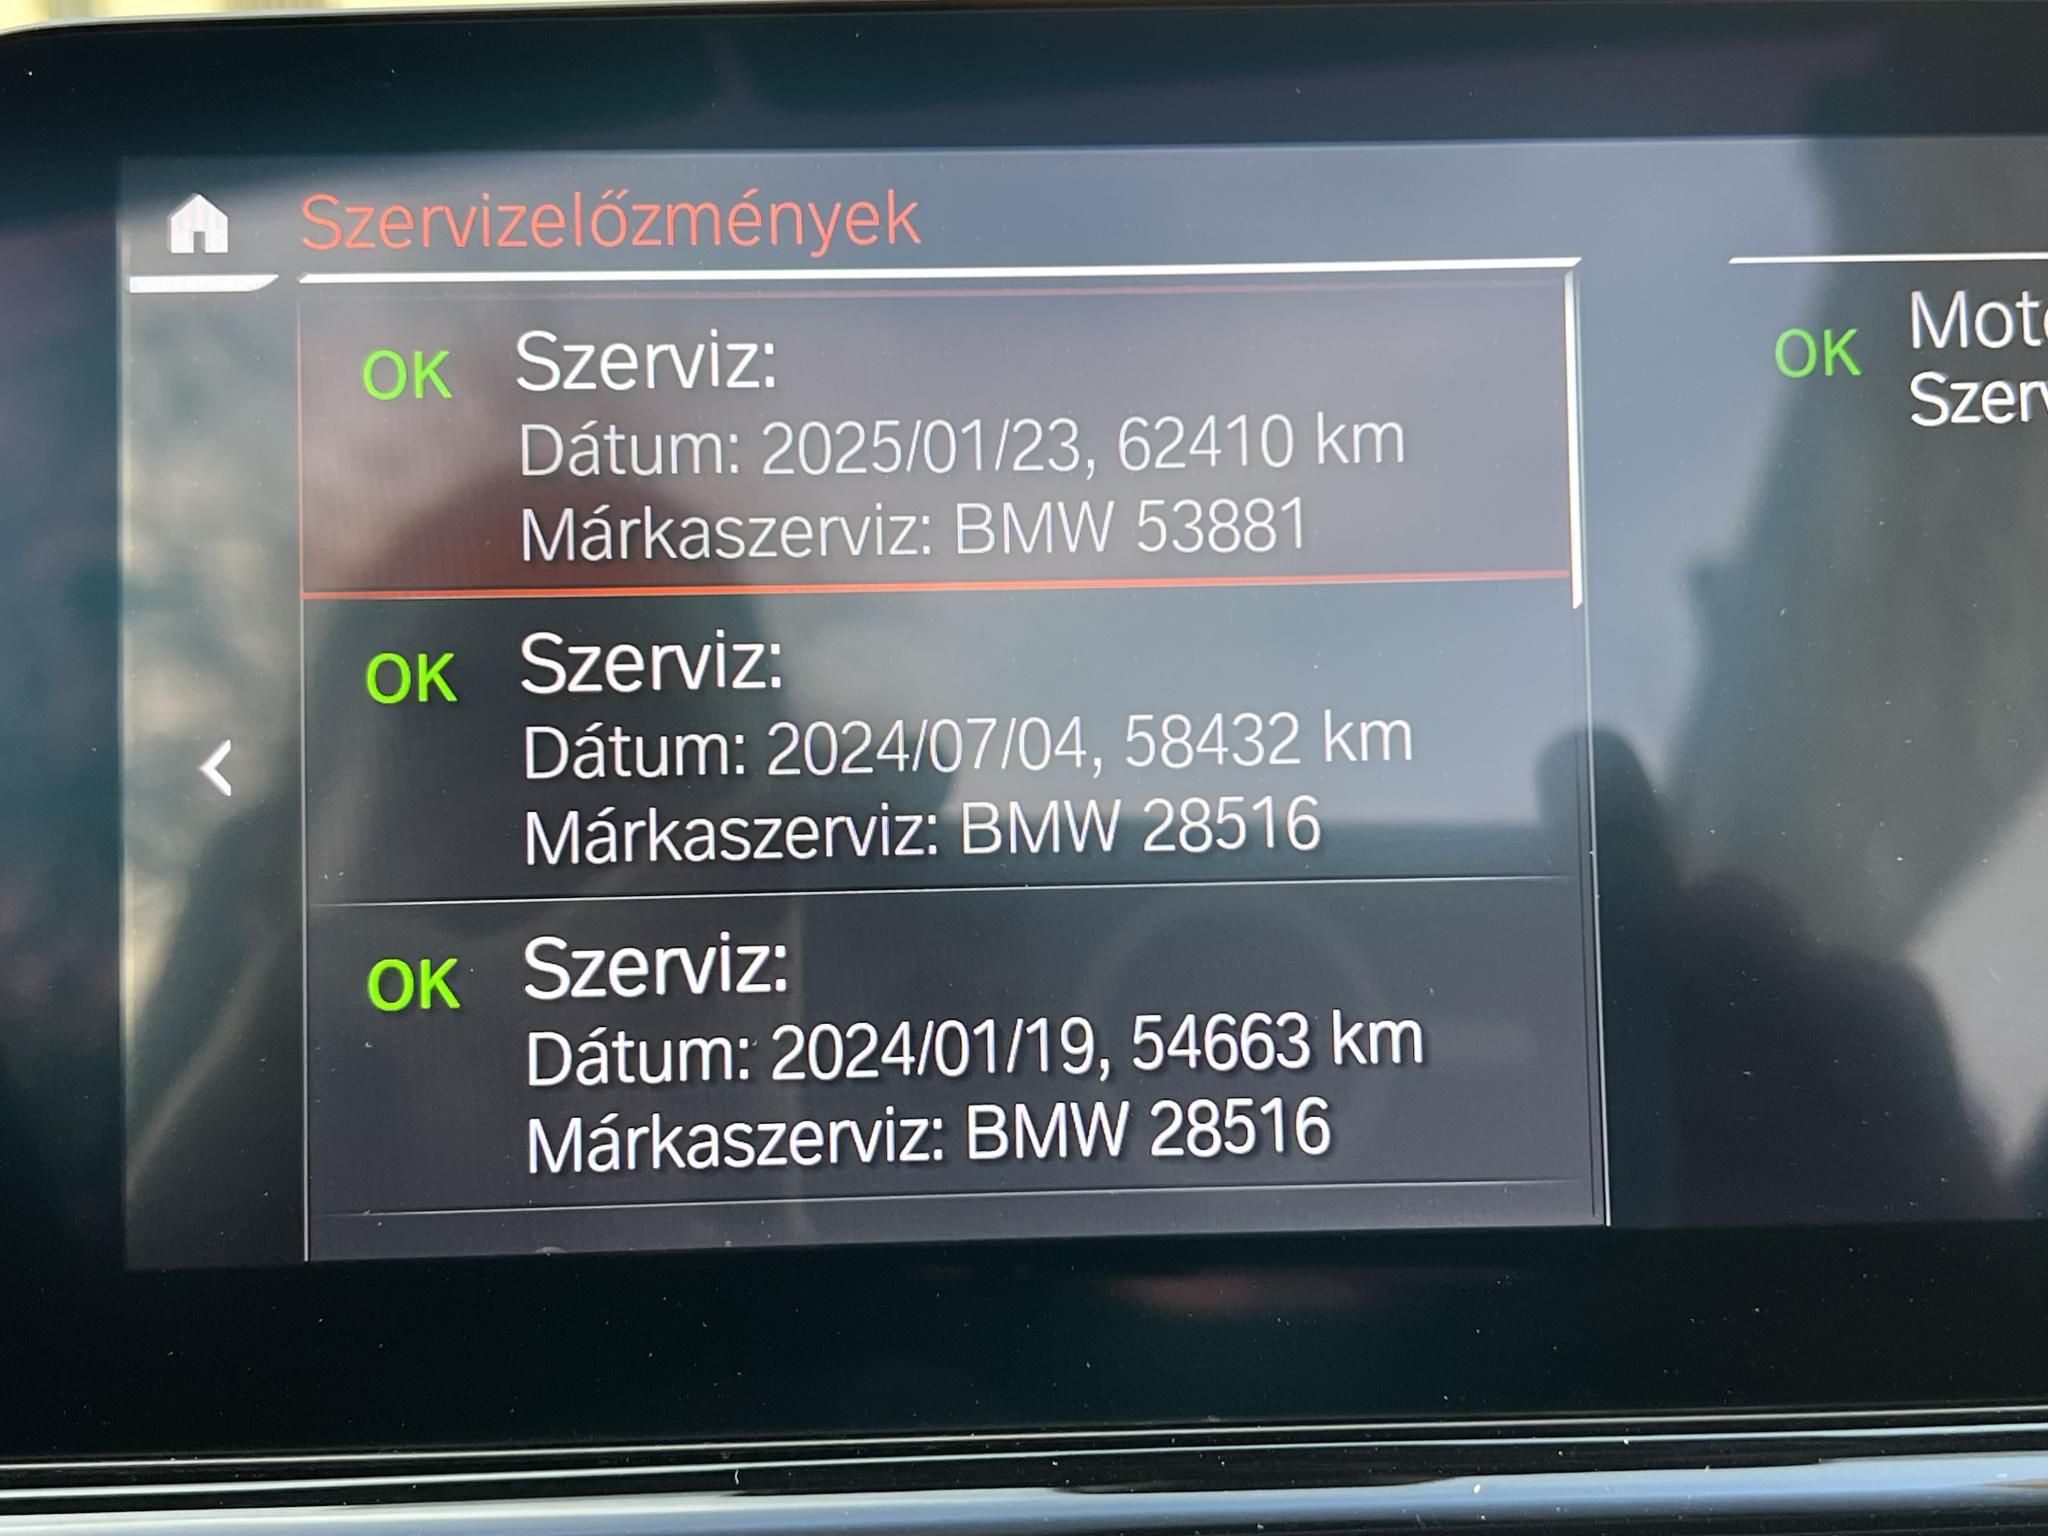 Szervizelőzmények
OK Szerviz:
Dátum: 2025/01/23, 62410 km
Márkaszerviz: BMW 53881
OK Szerviz:
Dátum: 2024/07/04, 58432 km
Márkaszerviz: BMW 28516
OK Szerviz:
Dátum: 2024/01/19, 54663 km
Márkaszerviz: BMW 28516
OK